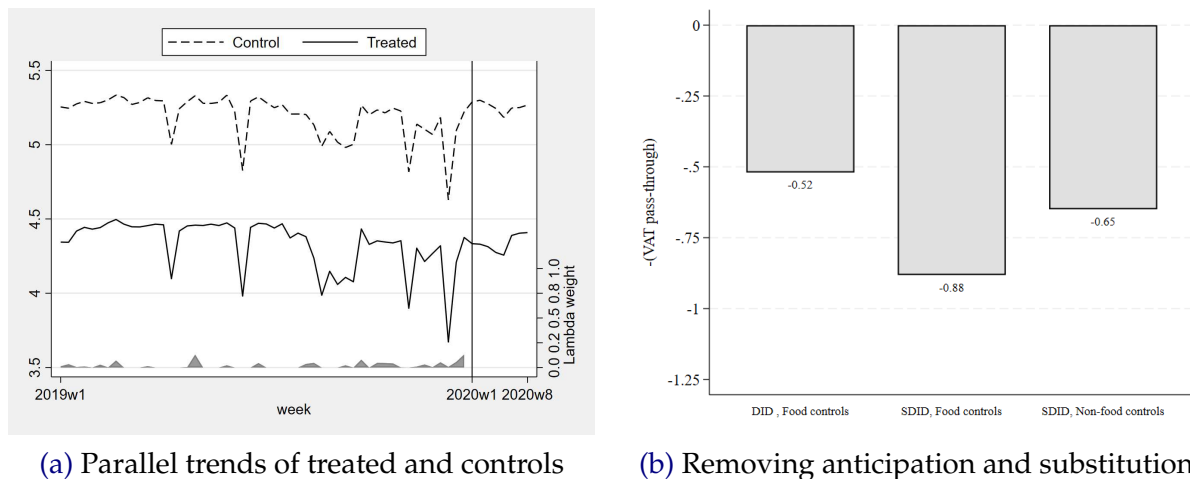 Control Treated
5.5
5
4.5
4
3.5
0.0 0.2 0.5 0.8 1.0
Lambda weight
2019w1 2020w1 2020w8
week
(a) Parallel trends of treated and controls
-0
-.25
-.5
-.75
-1
-1.25
-(VAT pass-through)
-0.52
-0.88
-0.65
DID , Food controls SDID, Food controls SDID, Non-food controls
(b) Removing anticipation and substitution